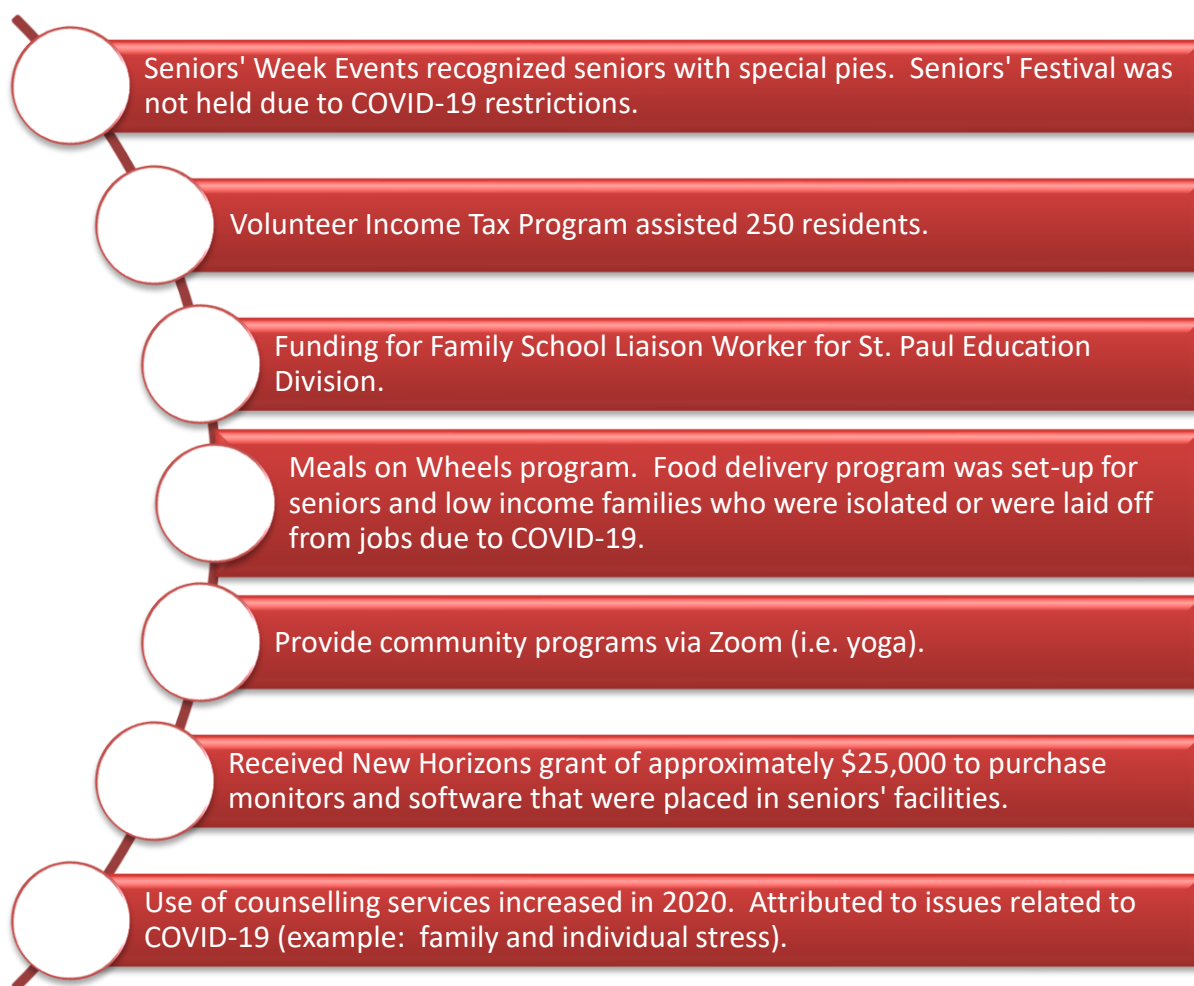 Seniors' Week Events recognized seniors with special pies.  Seniors' Festival was
not held due to COVID-19 restrictions.
Volunteer Income Tax Program assisted 250 residents.
Funding for Family School Liaison Worker for St. Paul Education
Division.
Meals on Wheels program.  Food delivery program was set-up for
seniors and low income families who were isolated or were laid off
from jobs due to COVID-19.
Provide community programs via Zoom (i.e. yoga).
Received New Horizons grant of approximately $25,000 to purchase
monitors and software that were placed in seniors' facilities.
Use of counselling services increased in 2020.  Attributed to issues related to
COVID-19 (example:  family and individual stress).